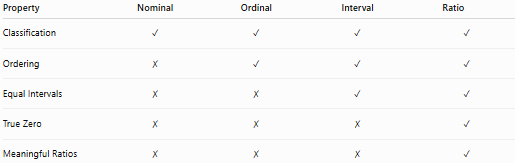 Property Nominal Ordinal Interval Ratio
Classification ✓ ✓ ✓ ✓
Ordering ✗ ✓ ✓ ✓
Equal Intervals ✗ ✗ ✓ ✓
True Zero ✗ ✗ ✗ ✓
Meaningful Ratios ✗ ✗ ✗ ✓